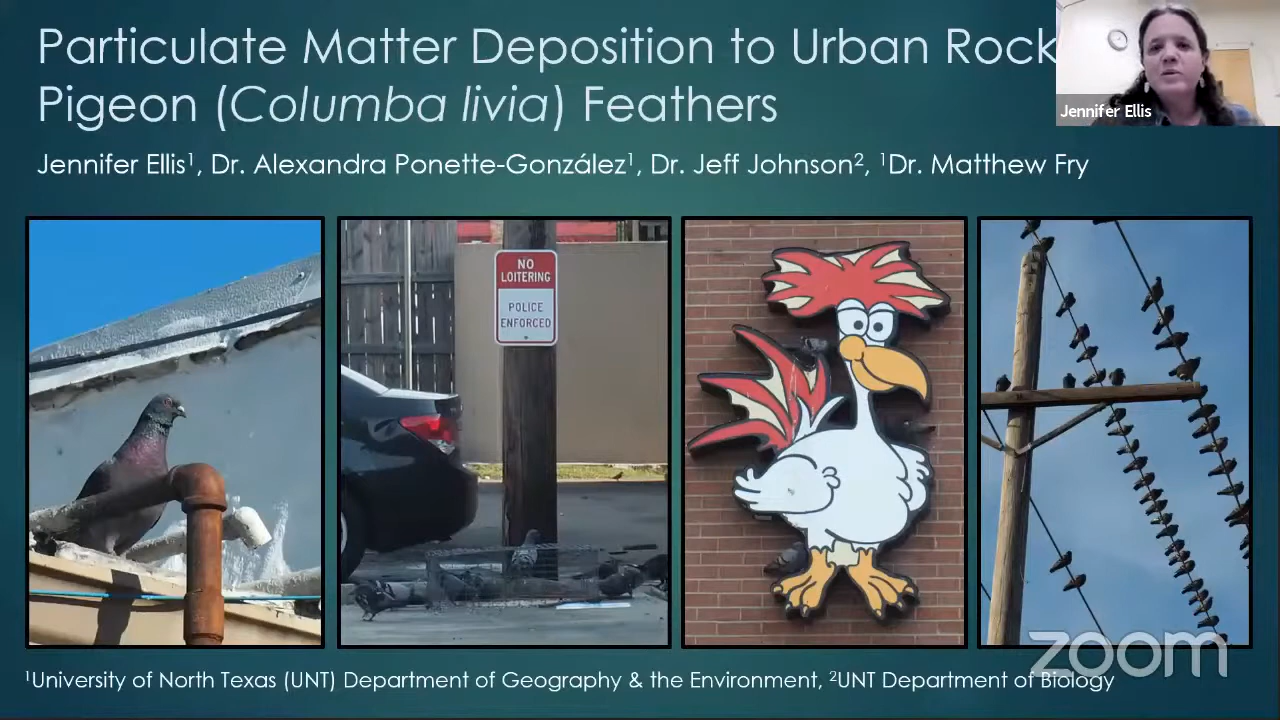 Particulate Matter Deposition to Urban Rock
Pigeon (Columba livia) Feathers
Jennifer Ellis
Jennifer Ellis¹, Dr. Alexandra Ponette-González¹, Dr. Jeff Johnson², ¹Dr. Matthew Fry
NO
LOITERING
POLICE
ENFORCED
zoom
¹University of North Texas (UNT) Department of Geography & the Environment, ²UNT Department of Biology